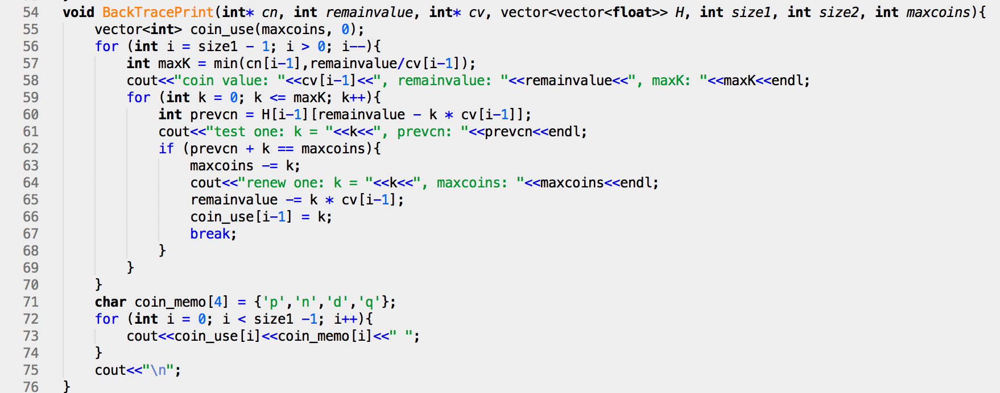 54 void BackTracePrint(int* cn, int remainvalue, int* cv, vector<vector<float>> H, int size1, int size2, int maxcoins){
55     vector<int> coin_use(maxcoins, 0);
56     for (int i = size1 - 1; i > 0; i--){
57         int maxK = min(cn[i-1],remainvalue/cv[i-1]);
58         cout<<"coin value: "<<cv[i-1]<<", remainvalue: "<<remainvalue<<", maxK: "<<maxK<<endl;
59         for (int k = 0; k <= maxK; k++){
60             int prevcn = H[i-1][remainvalue - k * cv[i-1]];
61             cout<<"test one: k = "<<k<<", prevcn: "<<prevcn<<endl;
62             if (prevcn + k == maxcoins){
63                 maxcoins -= k;
64                 cout<<"renew one: k = "<<k<<", maxcoins: "<<maxcoins<<endl;
65                 remainvalue -= k * cv[i-1];
66                 coin_use[i-1] = k;
67                 break;
68             }
69         }
70     }
71     char coin_memo[4] = {'p','n','d','q'};
72     for (int i = 0; i < size1 -1; i++){
73         cout<<coin_use[i]<<coin_memo[i]<<" ";
74     }
75     cout<<"\n";
76 }